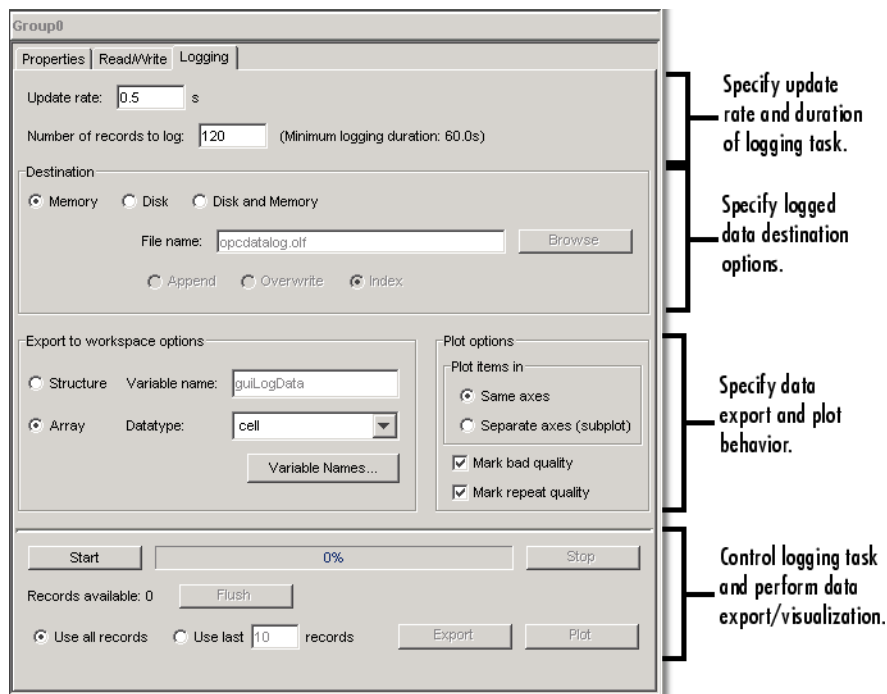 Group0
Properties Read/Write Logging
Update rate: 0.5 s
Number of records to log: 120 (Minimum logging duration: 60.0s)
Specify update
rate and duration
of logging task.
Destination
Memory Disk Disk and Memory
File name: opcdatalog.olf Browse
Append Overwrite Index
Specify logged
data destination
options.
Export to workspace options
Structure Variable name: guiLogData
Array Datatype: cell
Variable Names...
Plot options
Plot items in
Same axes
Separate axes (subplot)
Mark bad quality
Mark repeat quality
Specify data
export and plot
behavior.
Start 0% Stop
Records available: 0 Flush
Use all records Use last 10 records Export Plot
Control logging task
and perform data
export/visualization.